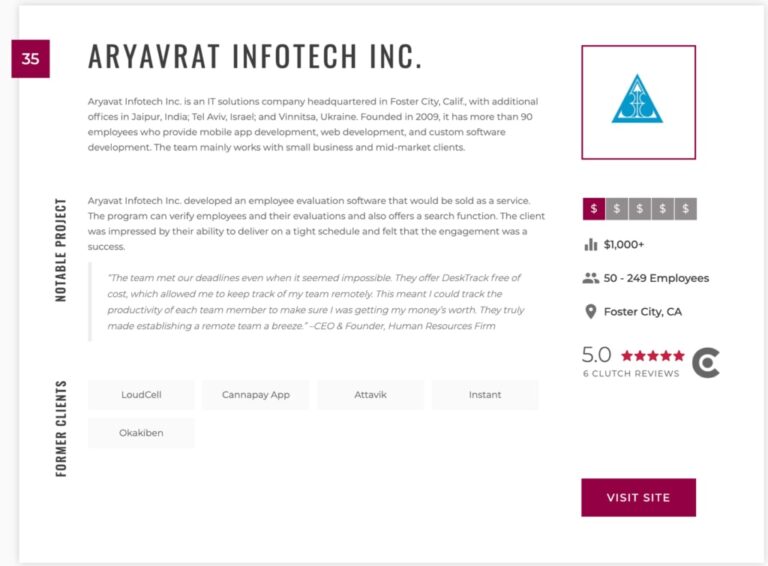 35
ARYAVRAT INFOTECH INC.
Aryavat Infotech Inc. is an IT solutions company headquartered in Foster City, Calif., with additional
offices in Jaipur, India; Tel Aviv, Israel; and Vinnitsa, Ukraine. Founded in 2009, it has more than 90
employees who provide mobile app development, web development, and custom software
development. The team mainly works with small business and mid-market clients.
NOTABLE PROJECT
Aryavat Infotech Inc. developed an employee evaluation software that would be sold as a service.
The program can verify employees and their evaluations and also offers a search function. The client
was impressed by their ability to deliver on a tight schedule and felt that the engagement was a
success.
"The team met our deadlines even when it seemed impossible. They offer DeskTrack free of
cost, which allowed me to keep track of my team remotely. This meant I could track the
productivity of each team member to make sure I was getting my money's worth. They truly
made establishing a remote team a breeze." –CEO & Founder, Human Resources Firm
FORMER CLIENTS
LoudCell
Cannapay App
Attavik
Instant
Okakiben
$ $ $ $ $
$1,000+
50 - 249 Employees
Foster City, CA
5.0
6 CLUTCH REVIEWS
VISIT SITE